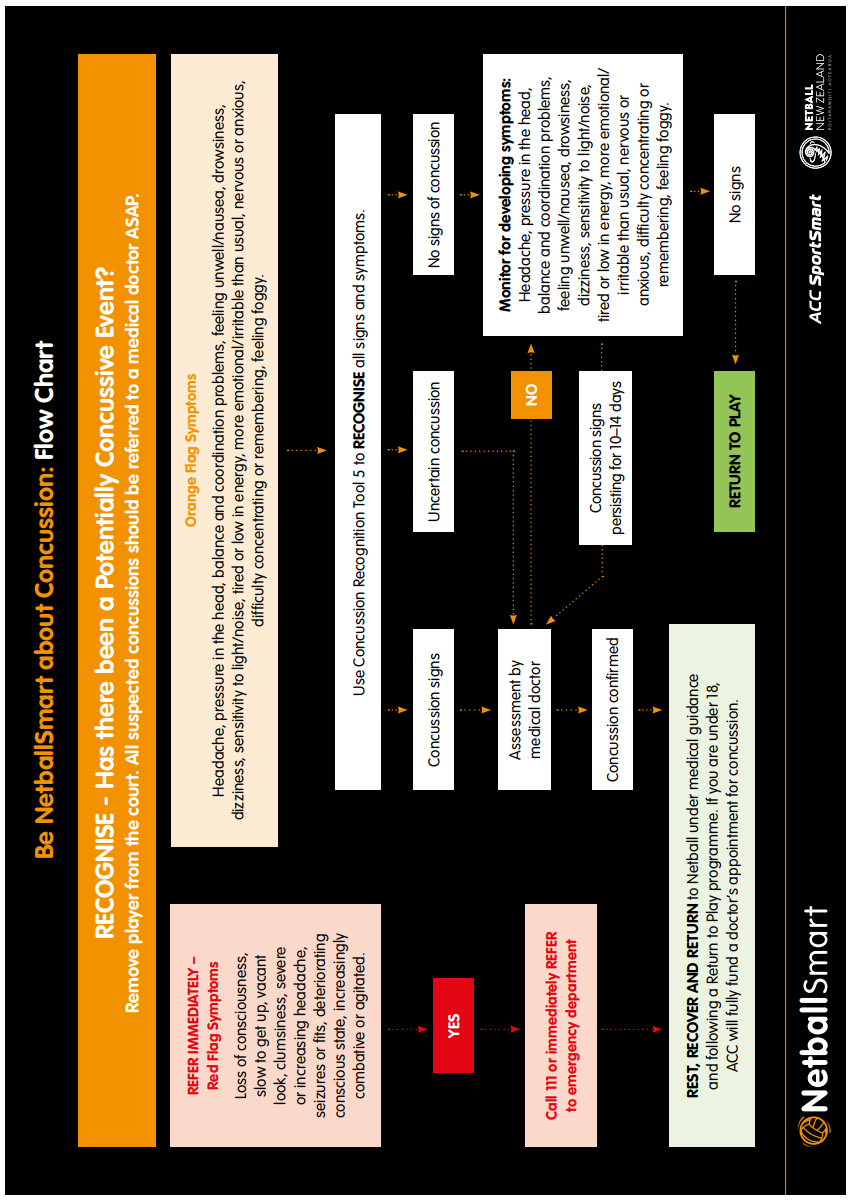 Be NetballSmart about Concussion: Flow Chart
RECOGNISE - Has there been a Potentially Concussive Event?
Remove player from the court. All suspected concussions should be referred to a medical doctor ASAP.
REFER IMMEDIATELY –
Red Flag Symptoms
Loss of consciousness,
slow to get up, vacant
look, clumsiness, severe
or increasing headache,
seizures or fits, deteriorating
conscious state, increasingly
combative or agitated.
YES
Call 111 or immediately REFER
to emergency department
Orange Flag Symptoms
Headache, pressure in the head, balance and coordination problems, feeling unwell/nausea, drowsiness,
dizziness, sensitivity to light/noise, tired or low in energy, more emotional/irritable than usual, nervous or anxious,
difficulty concentrating or remembering, feeling foggy.
Use Concussion Recognition Tool 5 to RECOGNISE all signs and symptoms.
Concussion signs
Uncertain concussion
No signs of concussion
Assessment by
medical doctor
NO
Monitor for developing symptoms:
Headache, pressure in the head,
balance and coordination problems,
feeling unwell/nausea, drowsiness,
dizziness, sensitivity to light/noise,
tired or low in energy, more emotional/
irritable than usual, nervous or
anxious, difficulty concentrating or
remembering, feeling foggy.
Concussion signs
persisting for 10–14 days
Concussion confirmed
REST, RECOVER AND RETURN to Netball under medical guidance
and following a Return to Play programme. If you are under 18,
ACC will fully fund a doctor's appointment for concussion.
RETURN TO PLAY
No signs
NetballSmart
ACC SportSmart
NETBALL
NEW ZEALAND
POITARAWHITI AOTEAROA